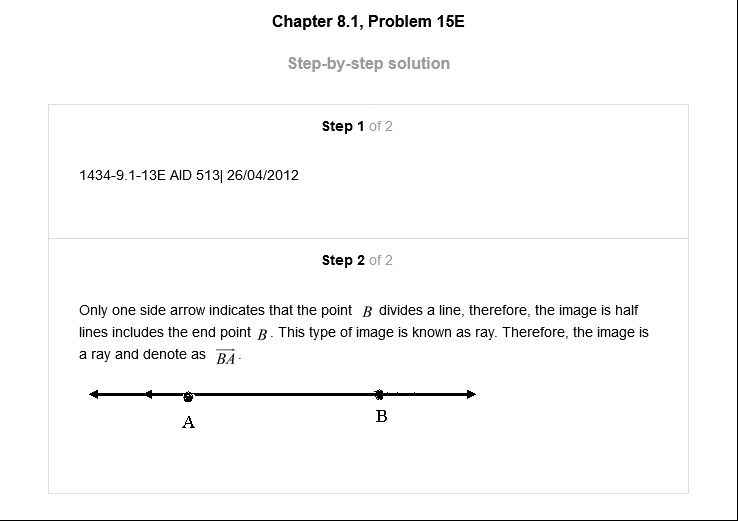 Chapter 8.1, Problem 15E
Step-by-step solution
Step 1 of 2
1434-9.1-13E AID 513| 26/04/2012
Step 2 of 2
Only one side arrow indicates that the point B divides a line, therefore, the image is half
lines includes the end point B. This type of image is known as ray. Therefore, the image is
a ray and denote as \overrightarrow{BA}.
A B